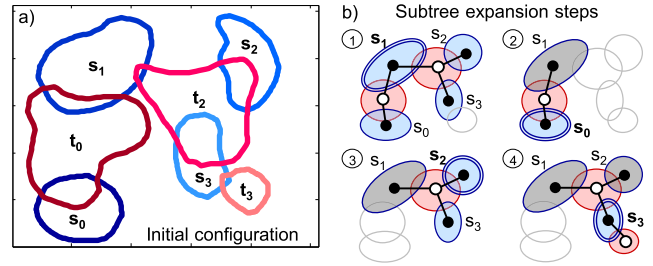 a)
s1
s2
t2
t0
s3
t3
s0
Initial configuration
b) Subtree expansion steps
1
s1
s2
s3
s0
2
s1
s0
3
s1
s2
s3
4
s1
s2
s3